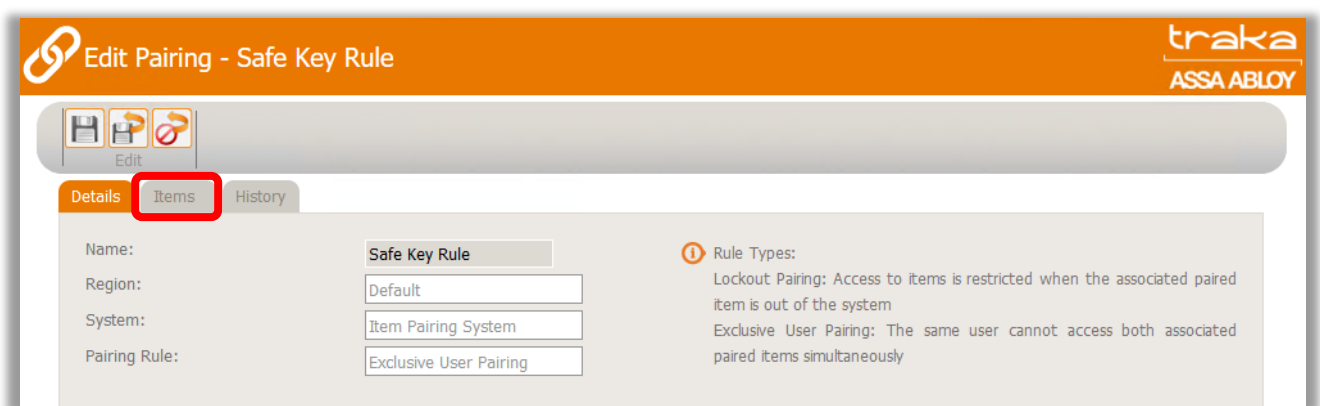 Edit Pairing - Safe Key Rule
traka
ASSA ABLOY
Edit
Details Items History
Name: Safe Key Rule
Region: Default
System: Item Pairing System
Pairing Rule: Exclusive User Pairing
Rule Types:
Lockout Pairing: Access to items is restricted when the associated paired
item is out of the system
Exclusive User Pairing: The same user cannot access both associated
paired items simultaneously